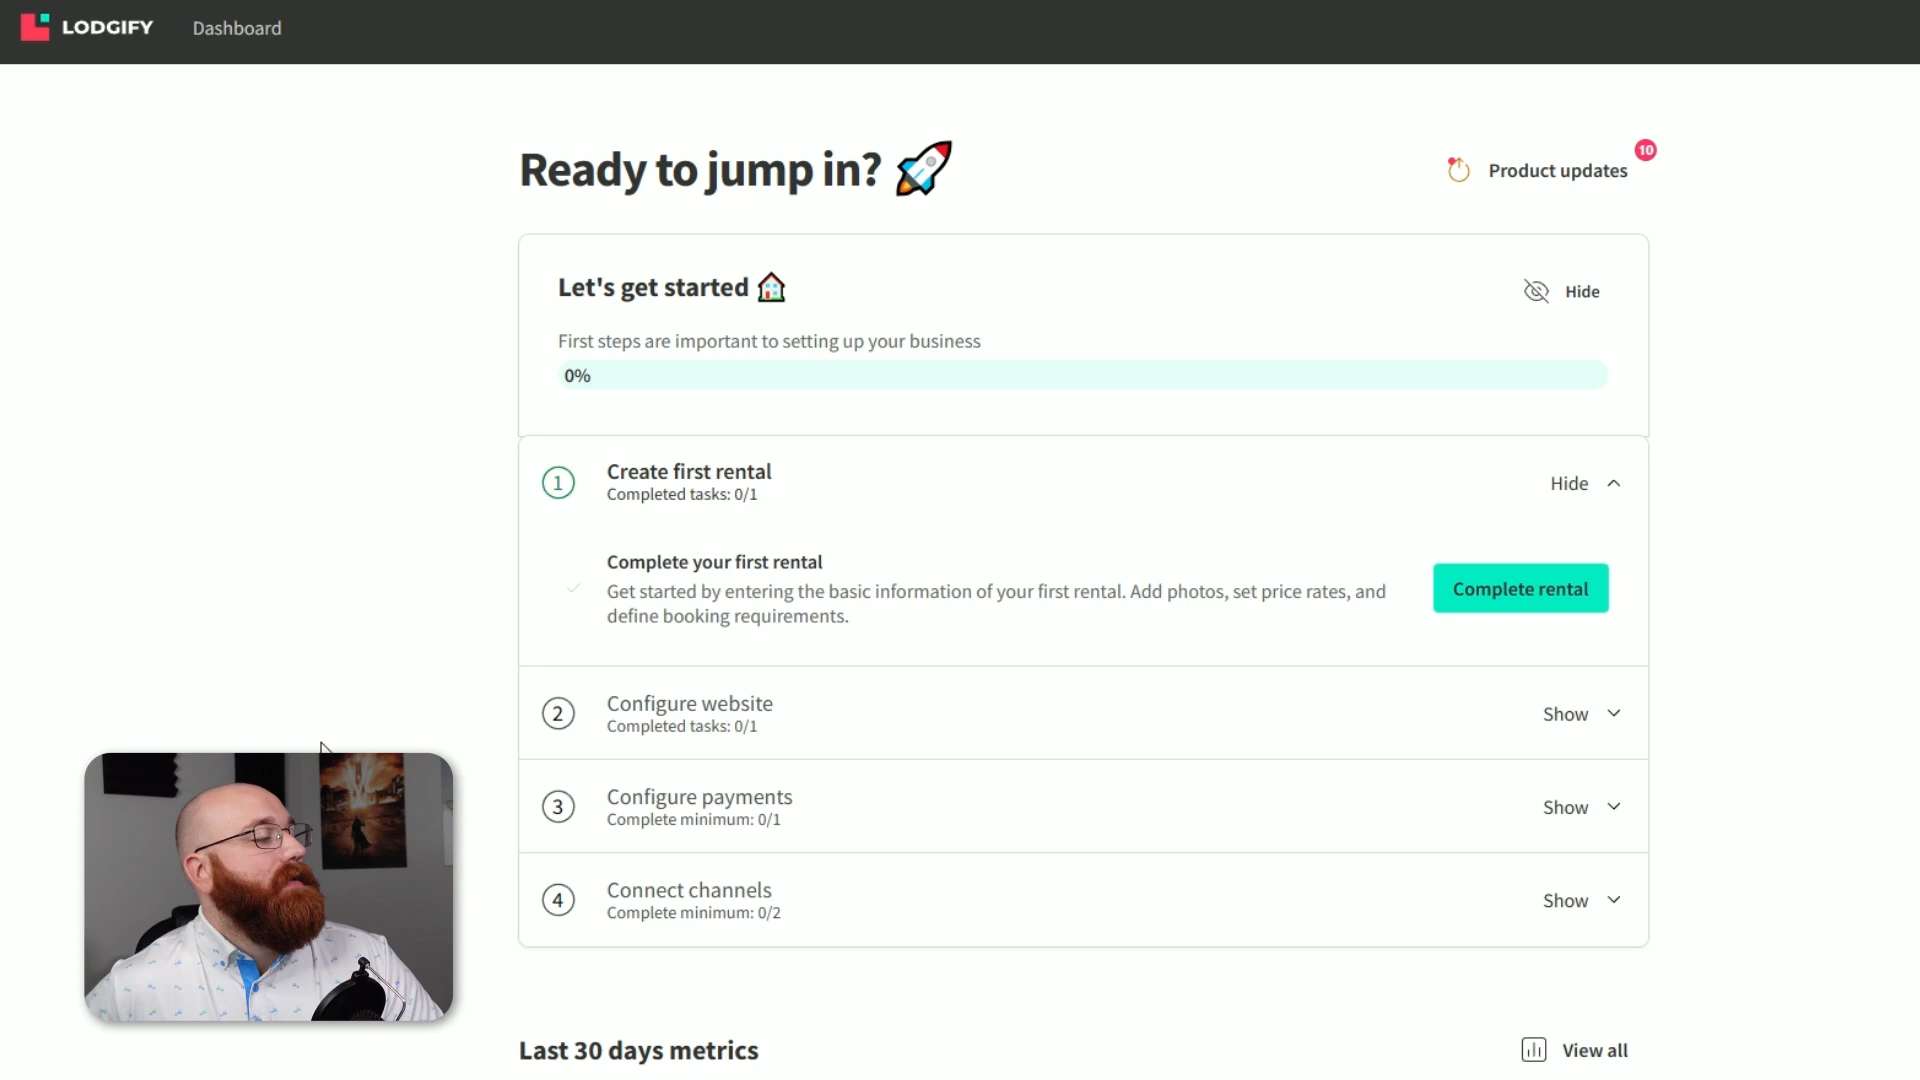 LODGIFY Dashboard
Ready to jump in?
Product updates
10
Let's get started
Hide
First steps are important to setting up your business
0%
1
Create first rental
Completed tasks: 0/1
Hide
Complete your first rental
Get started by entering the basic information of your first rental. Add photos, set price rates, and
define booking requirements.
Complete rental
2
Configure website
Completed tasks: 0/1
Show
3
Configure payments
Complete minimum: 0/1
Show
4
Connect channels
Complete minimum: 0/2
Show
Last 30 days metrics
View all